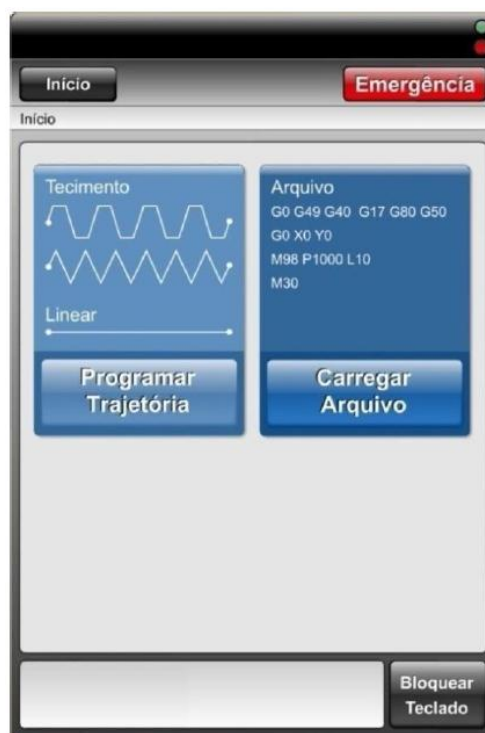 Início
Emergência
Início
Tecimento
Linear
Programar
Trajetória
Arquivo
G0 G49 G40 G17 G80 G50
G0 X0 Y0
M98 P1000 L10
M30
Carregar
Arquivo
Bloquear
Teclado